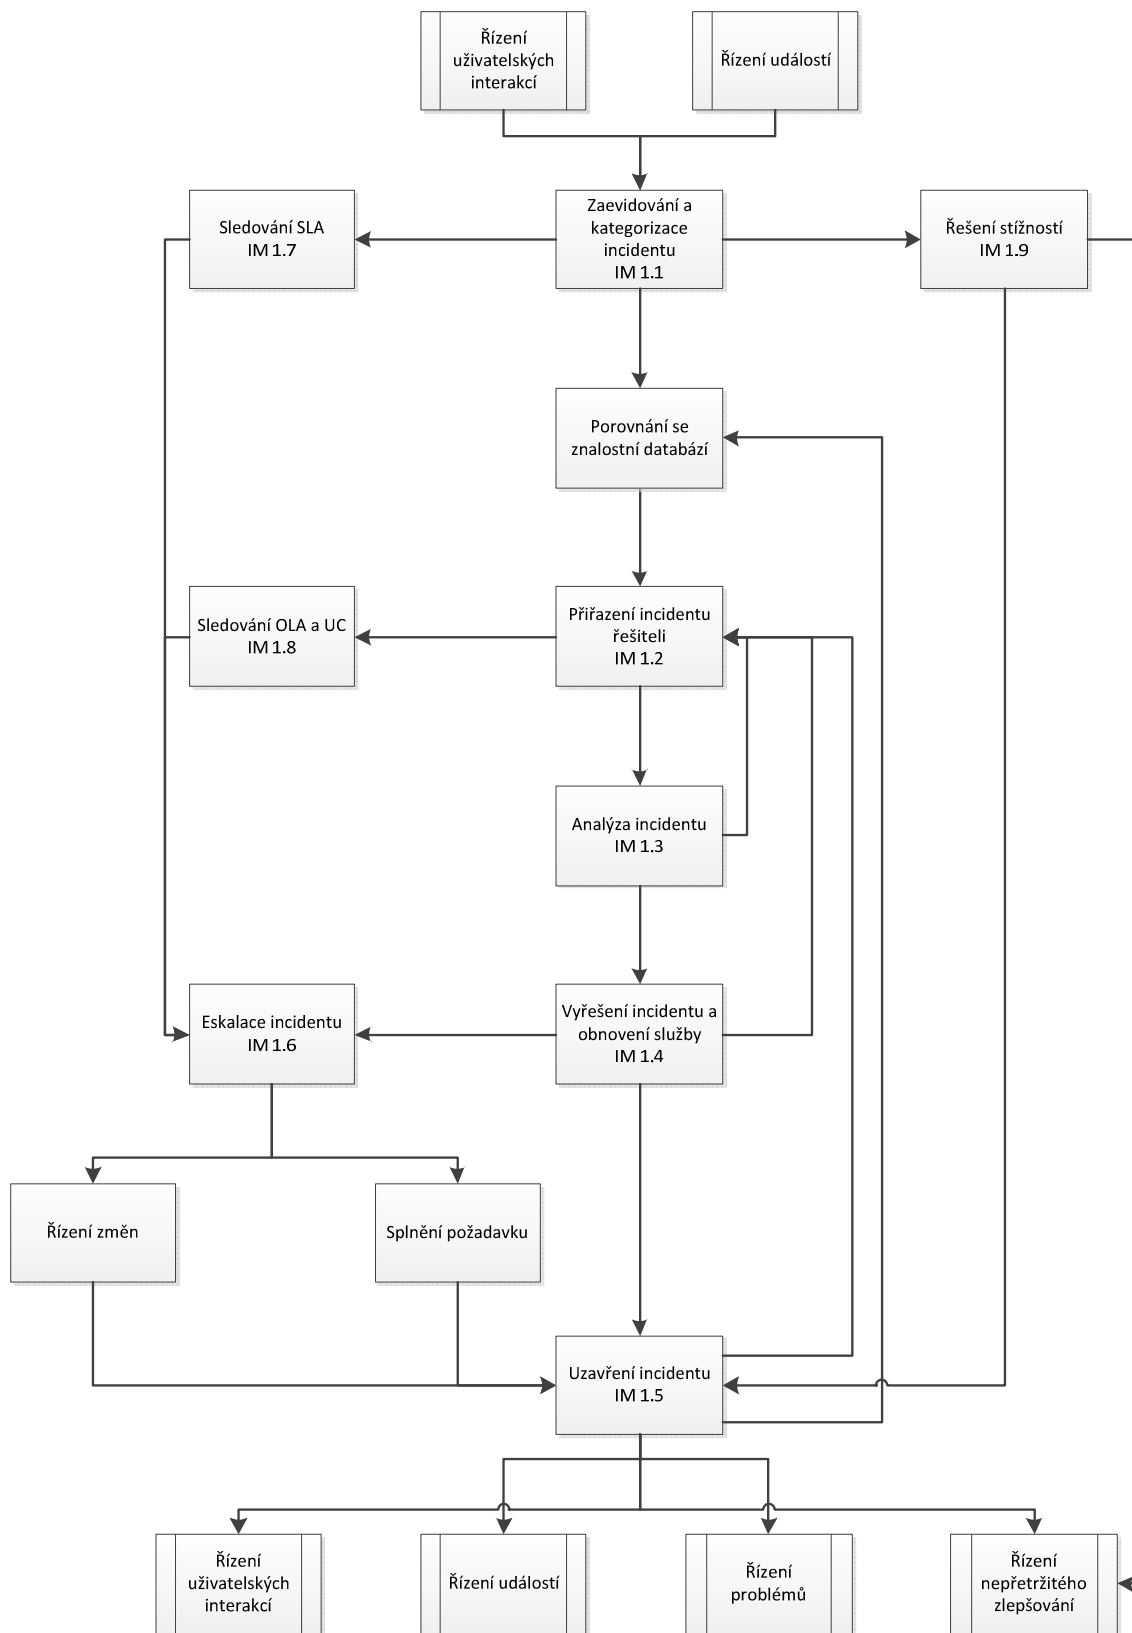 Řízení
uživatelských
interakcí
Řízení událostí
Sledování SLA
IM 1.7
Zaevidování a
kategorizace
incidentu
IM 1.1
Řešení stížností
IM 1.9
Porovnání se
znalostní databází
Sledování OLA a UC
IM 1.8
Přiřazení incidentu
řešiteli
IM 1.2
Analýza incidentu
IM 1.3
Eskalace incidentu
IM 1.6
Vyřešení incidentu a
obnovení služby
IM 1.4
Řízení změn
Splnění požadavku
Uzavření incidentu
IM 1.5
Řízení
uživatelských
interakcí
Řízení událostí
Řízení
problémů
Řízení
nepřetržitého
zlepšování